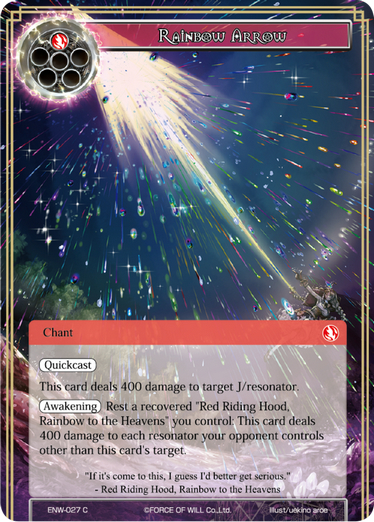 Rainbow Arrow
Chant
Quickcast
This card deals 400 damage to target J/resonator.
Awakening Rest a recovered "Red Riding Hood,
Rainbow to the Heavens" you control: This card deals
400 damage to each resonator your opponent controls
other than this card's target.
"If it's come to this, I guess I'd better get serious."
- Red Riding Hood, Rainbow to the Heavens
ENW-027 C ©FORCE OF WILL Co.,Ltd. Illust/uekino aroe